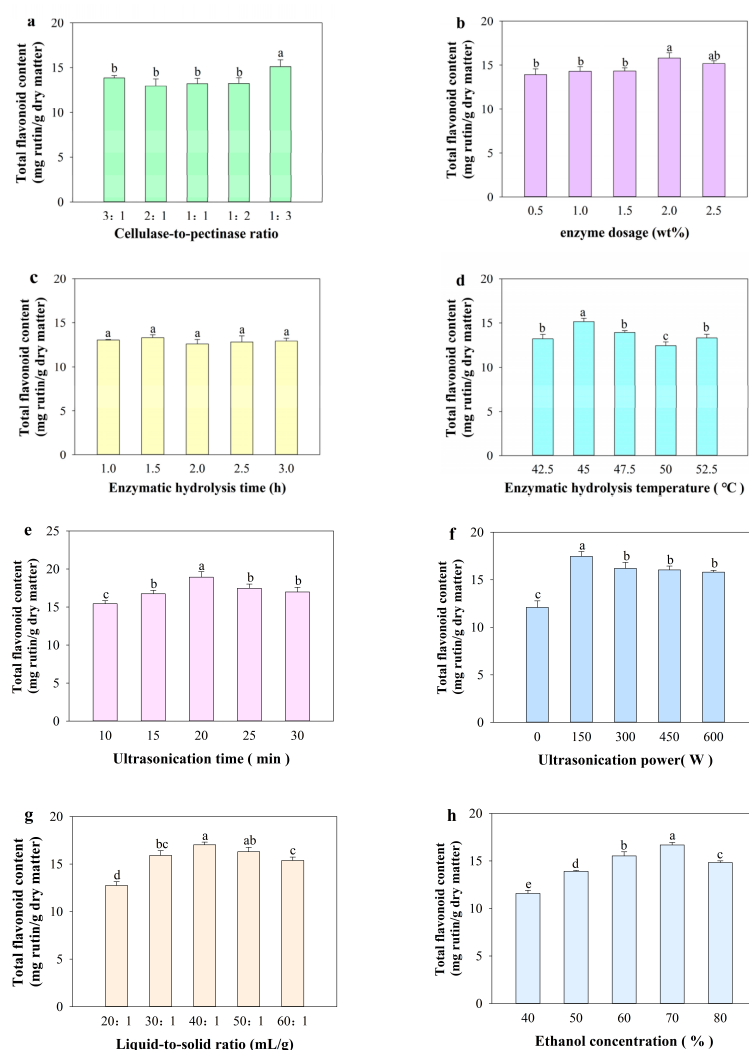 a
Total flavonoid content
(mg rutin/g dry matter)
20
15
10
5
0
b b b b a
3：1 2：1 1：1 1：2 1：3
Cellulase-to-pectinase ratio
b
Total flavonoid content
(mg rutin/g dry matter)
20
15
10
5
0
b b b a ab
0.5 1.0 1.5 2.0 2.5
enzyme dosage (wt%)
c
Total flavonoid content
(mg rutin/g dry matter)
20
15
10
5
0
a a a a a
1.0 1.5 2.0 2.5 3.0
Enzymatic hydrolysis time (h)
d
Total flavonoid content
(mg rutin/g dry matter)
20
15
10
5
0
b a b c b
42.5 45 47.5 50 52.5
Enzymatic hydrolysis temperature ( °C )
e
Total flavonoid content
(mg rutin/g dry matter)
25
20
15
10
5
0
c b a b b
10 15 20 25 30
Ultrasonication time ( min )
f
Total flavonoid content
(mg rutin/g dry matter)
20
15
10
5
0
c a b b b
0 150 300 450 600
Ultrasonication power( W )
g
Total flavonoid content
(mg rutin/g dry matter)
20
15
10
5
0
d bc a ab c
20：1 30：1 40：1 50：1 60：1
Liquid-to-solid ratio (mL/g)
h
Total flavonoid content
(mg rutin/g dry matter)
20
15
10
5
0
e d b a c
40 50 60 70 80
Ethanol concentration ( % )